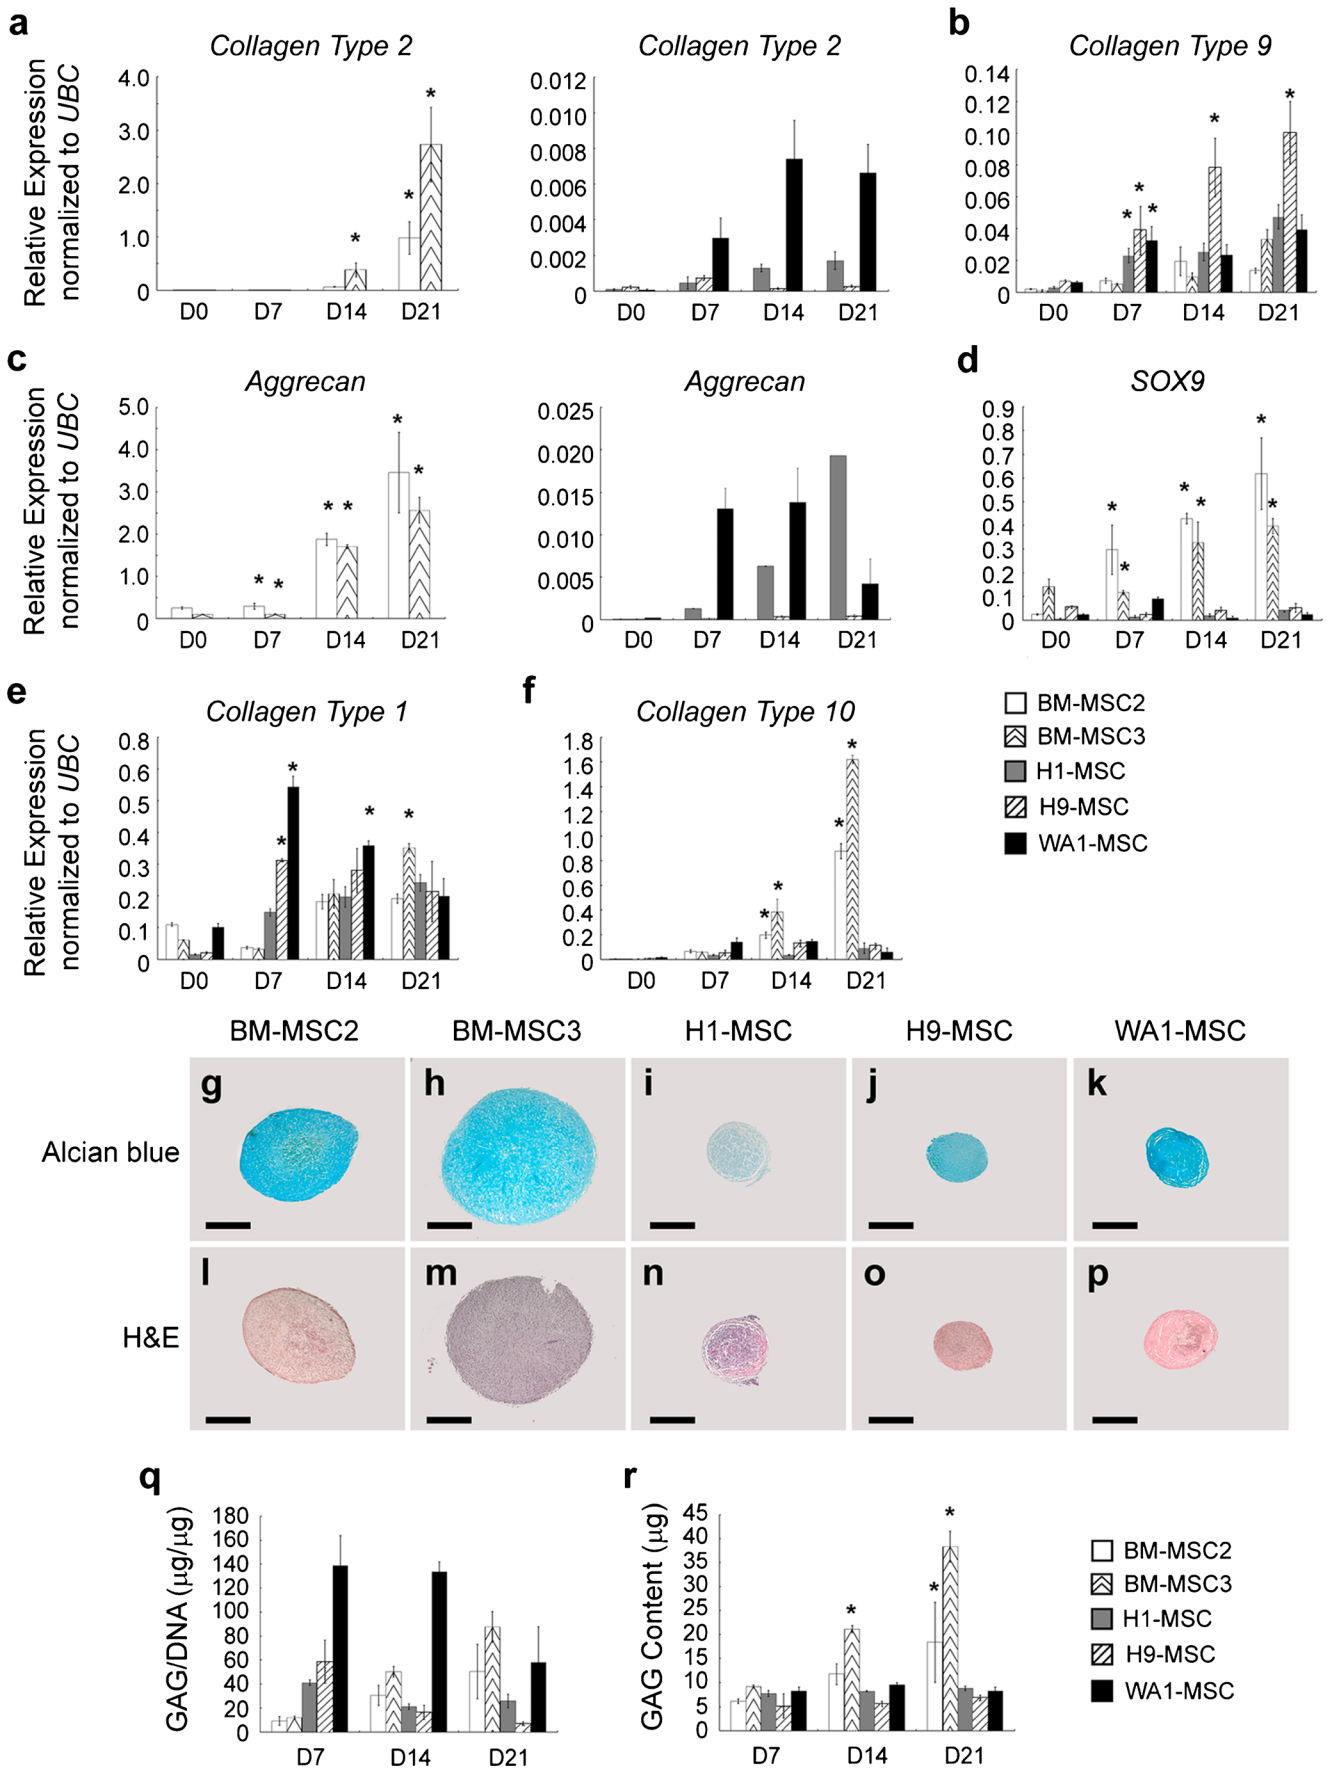 a
Collagen Type 2
Relative Expression
normalized to UBC
4.0
3.0
2.0
1.0
0
* * *
D0 D7 D14 D21
Collagen Type 2
0.012
0.010
0.008
0.006
0.004
0.002
0
D0 D7 D14 D21
b
Collagen Type 9
0.14
0.12
0.10
0.08
0.06
0.04
0.02
0
* * * * *
D0 D7 D14 D21
c
Aggrecan
Relative Expression
normalized to UBC
5.0
4.0
3.0
2.0
1.0
0
* * * * * *
D0 D7 D14 D21
Aggrecan
0.025
0.020
0.015
0.010
0.005
0
D0 D7 D14 D21
d
SOX9
0.9
0.8
0.7
0.6
0.5
0.4
0.3
0.2
0.1
0
* * * * * *
D0 D7 D14 D21
e
Collagen Type 1
Relative Expression
normalized to UBC
0.8
0.6
0.5
0.4
0.3
0.2
0.1
0
* * * *
D0 D7 D14 D21
f
Collagen Type 10
1.8
1.6
1.4
1.2
1.0
0.8
0.6
0.4
0.2
0
* * * *
D0 D7 D14 D21
BM-MSC2
BM-MSC3
H1-MSC
H9-MSC
WA1-MSC
BM-MSC2 BM-MSC3 H1-MSC H9-MSC WA1-MSC
Alcian blue
g h i j k
H&E
l m n o p
q
GAG/DNA (µg/µg)
180
160
140
120
100
80
60
40
20
0
D7 D14 D21
r
GAG Content (µg)
45
40
35
30
25
20
15
10
5
0
* * *
D7 D14 D21
BM-MSC2
BM-MSC3
H1-MSC
H9-MSC
WA1-MSC